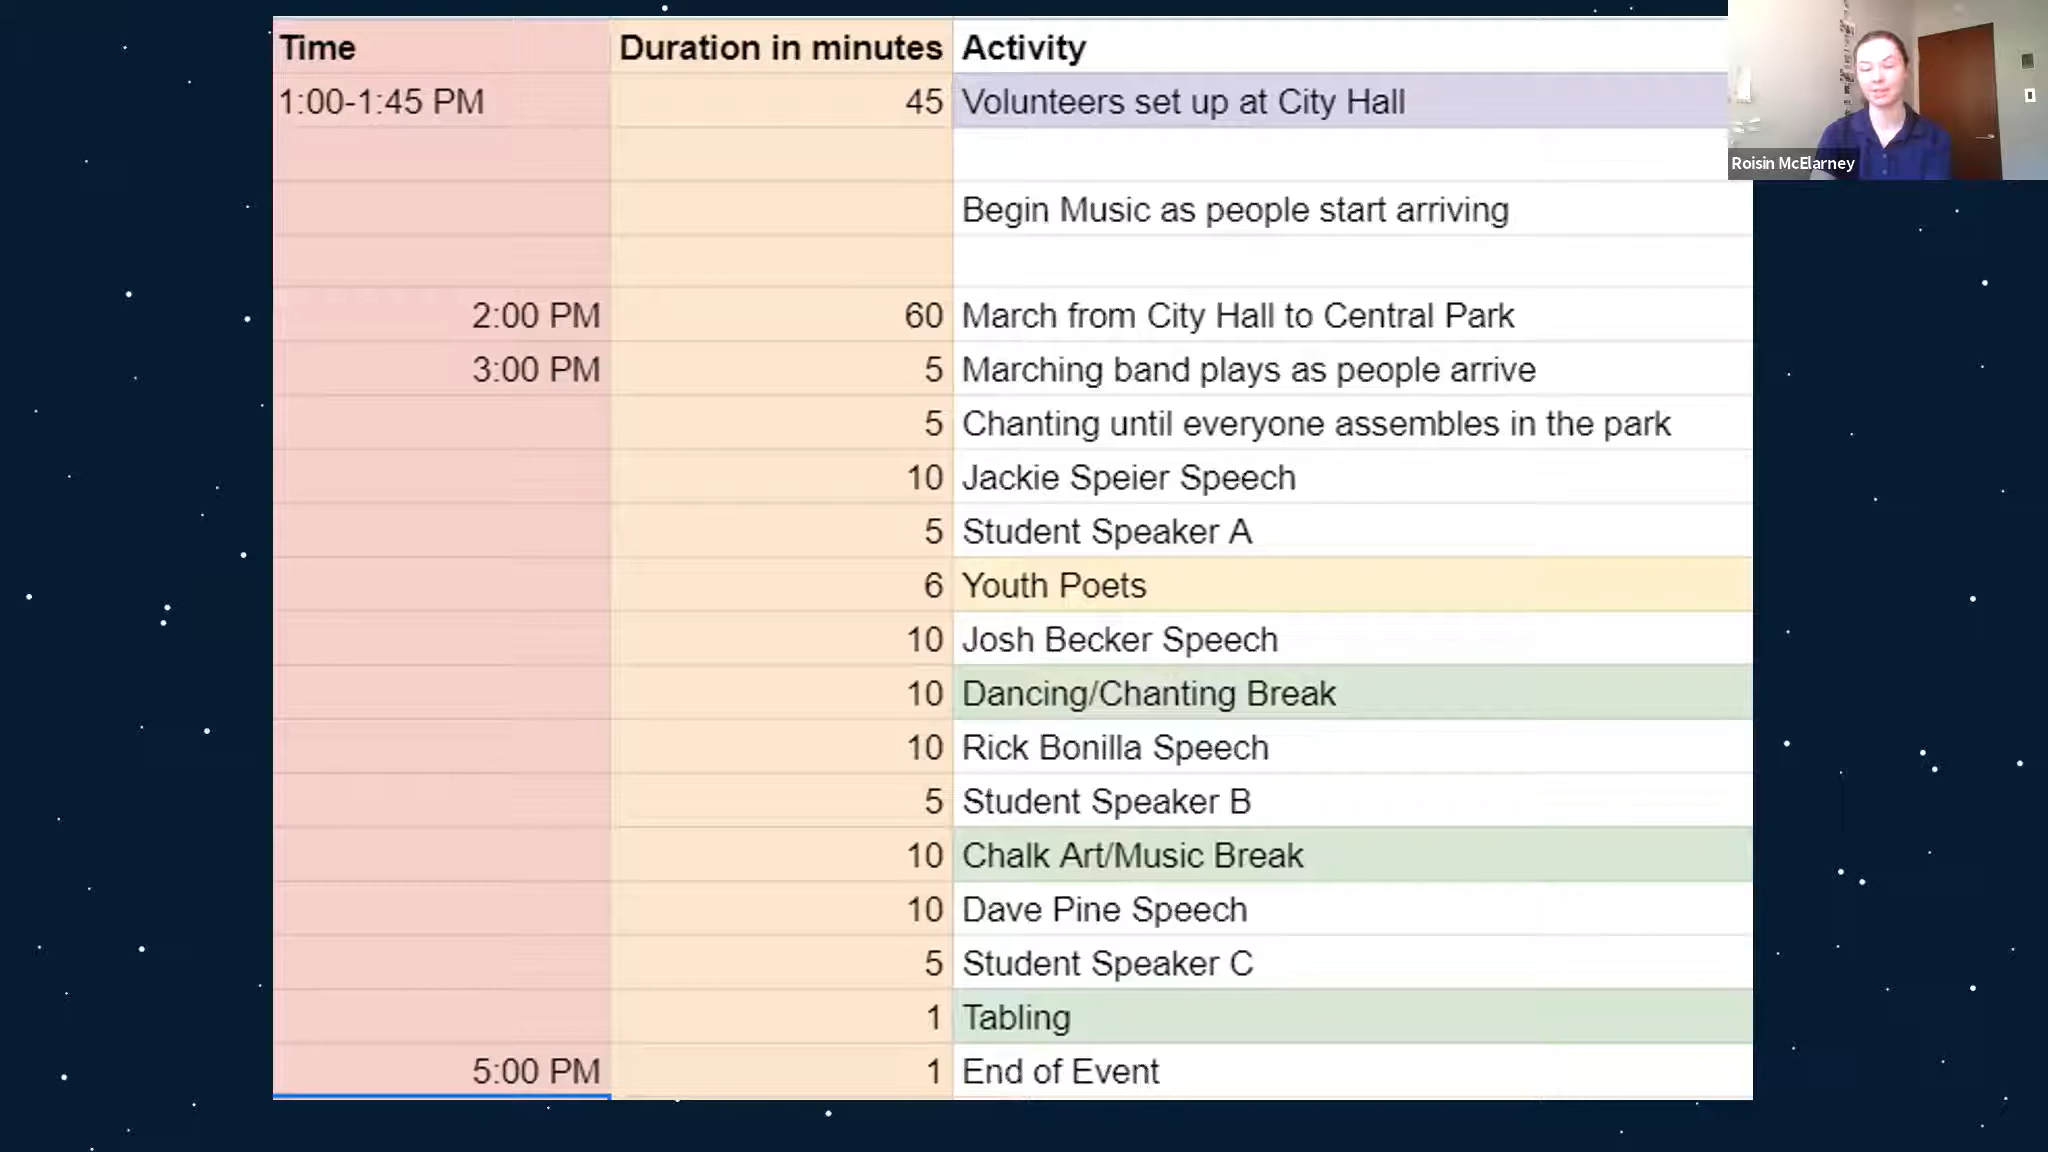 Time Duration in minutes Activity
1:00-1:45 PM 45 Volunteers set up at City Hall
Begin Music as people start arriving
2:00 PM 60 March from City Hall to Central Park
3:00 PM 5 Marching band plays as people arrive
5 Chanting until everyone assembles in the park
10 Jackie Speier Speech
5 Student Speaker A
6 Youth Poets
10 Josh Becker Speech
10 Dancing/Chanting Break
10 Rick Bonilla Speech
5 Student Speaker B
10 Chalk Art/Music Break
10 Dave Pine Speech
5 Student Speaker C
1 Tabling
5:00 PM 1 End of Event
Roisin McElarney